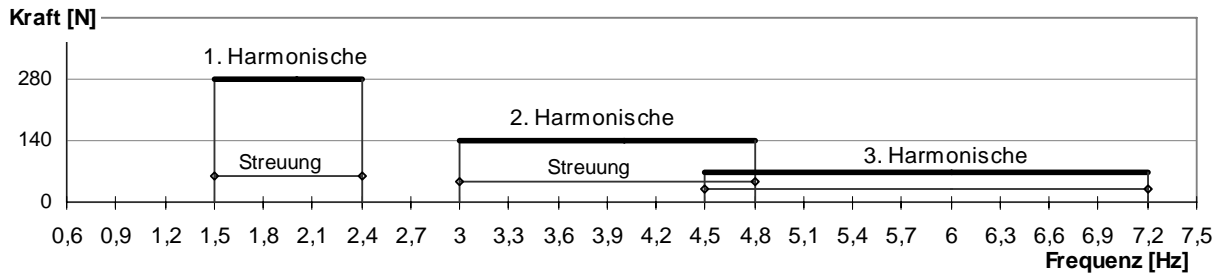 Kraft [N]
1. Harmonische
280
2. Harmonische
140
3. Harmonische
Streuung
Streuung
0
0,6 0,9 1,2 1,5 1,8 2,1 2,4 2,7 3 3,3 3,6 3,9 4,2 4,5 4,8 5,1 5,4 5,7 6 6,3 6,6 6,9 7,2 7,5
Frequenz [Hz]